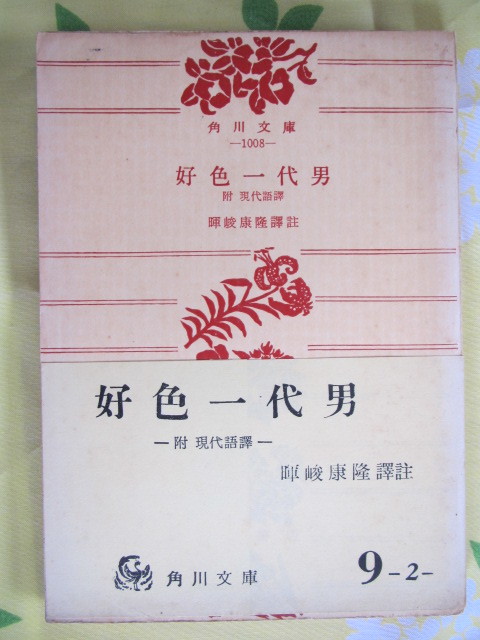 角川文庫
—1008—
好色一代男
附 現代語譯
暉峻康隆譯註
好色一代男
—附 現代語譯—
暉峻康隆譯註
角川文庫
9-2-